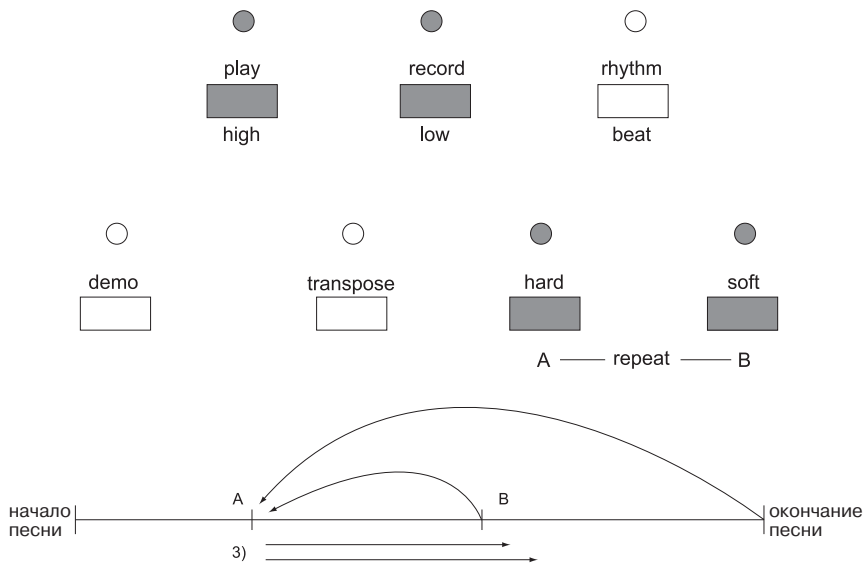 play record rhythm
high low beat
demo transpose hard soft
A repeat B
A B
начало песни
окончание песни
3)